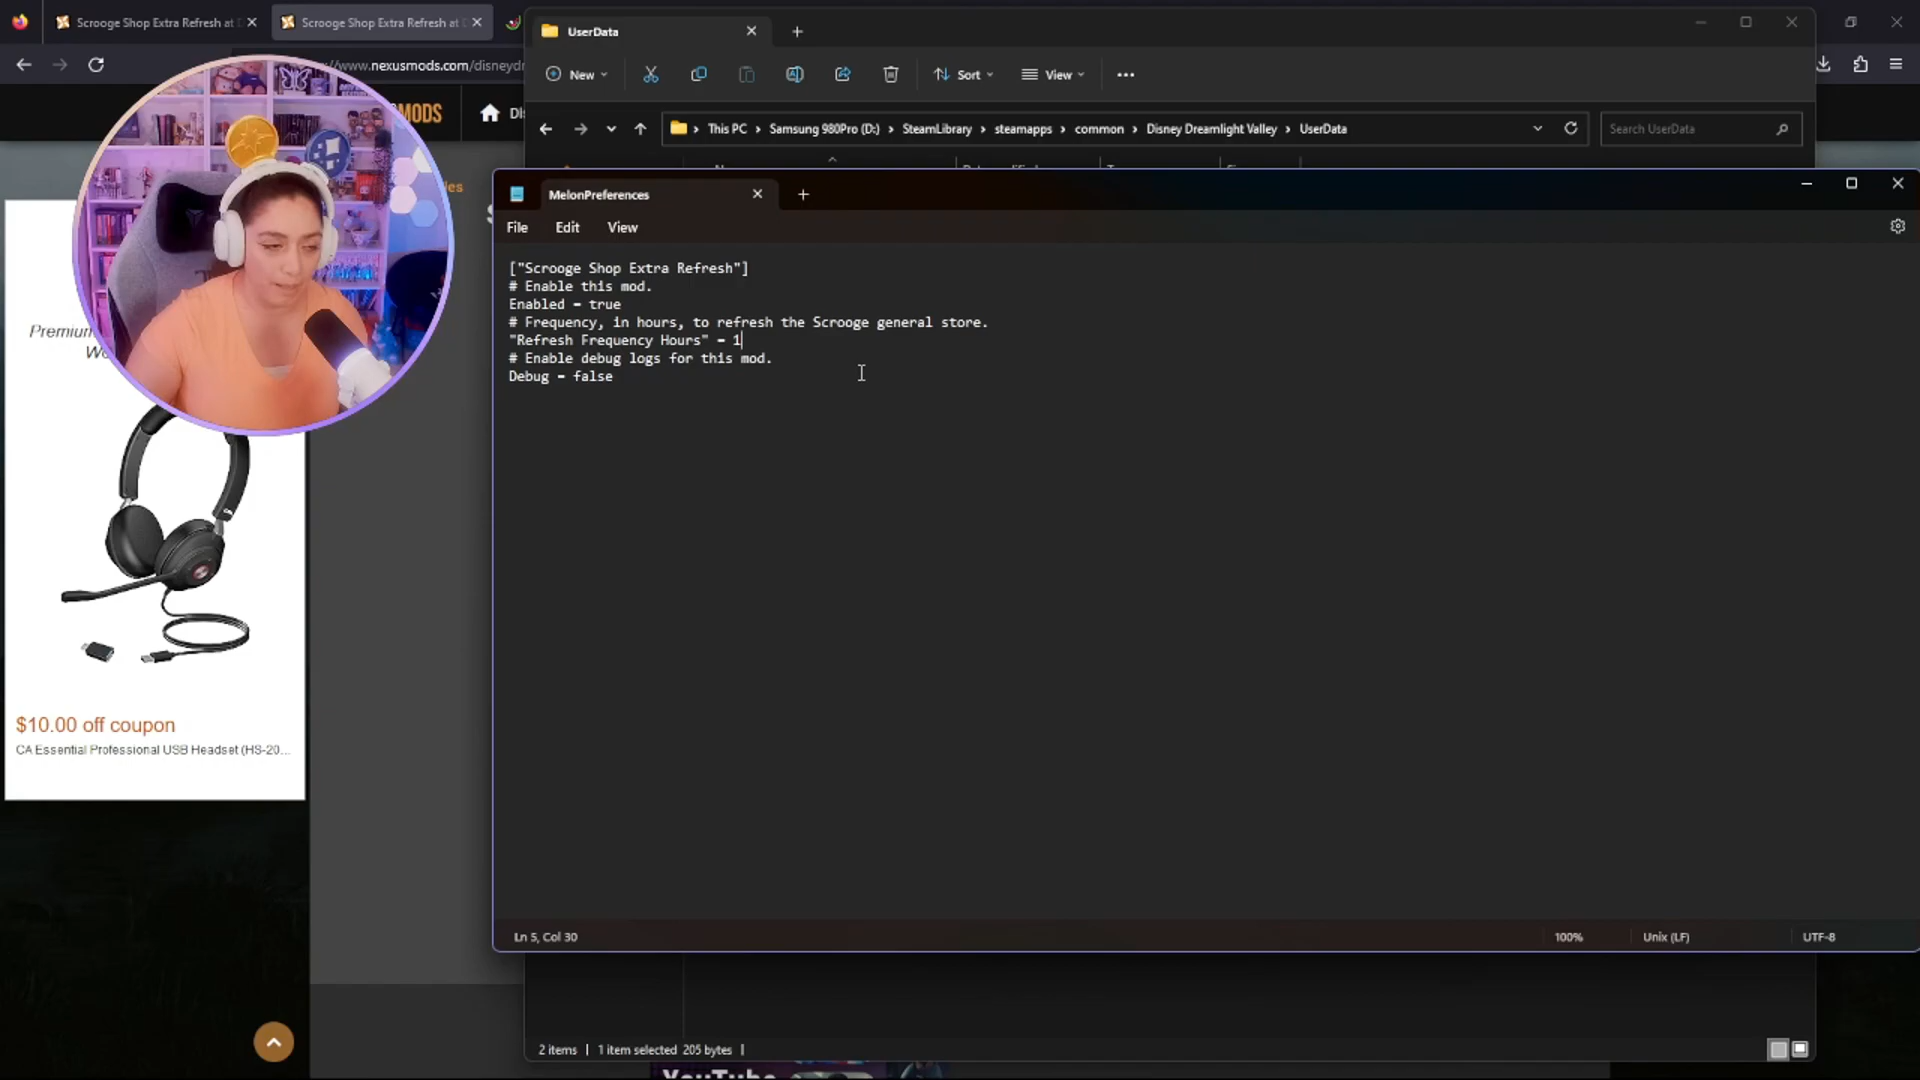 Scrooge Shop Extra Refresh at
Scrooge Shop Extra Refresh at
www.nexusmods.com/disneydr
MODS
UserData
New
Sort
View
This PC
Samsung 980Pro (D:)
SteamLibrary
steamapps
common
Disney Dreamlight Valley
UserData
Search UserData
MelonPreferences
File
Edit
View
["Scrooge Shop Extra Refresh"]
# Enable this mod.
Enabled = true
# Frequency, in hours, to refresh the Scrooge general store.
"Refresh Frequency Hours" = 1
# Enable debug logs for this mod.
Debug = false
$10.00 off coupon
CA Essential Professional USB Headset (HS-20...
Ln 5, Col 30
100%
Unix (LF)
UTF-8
2 items
1 item selected 205 bytes
YouTube